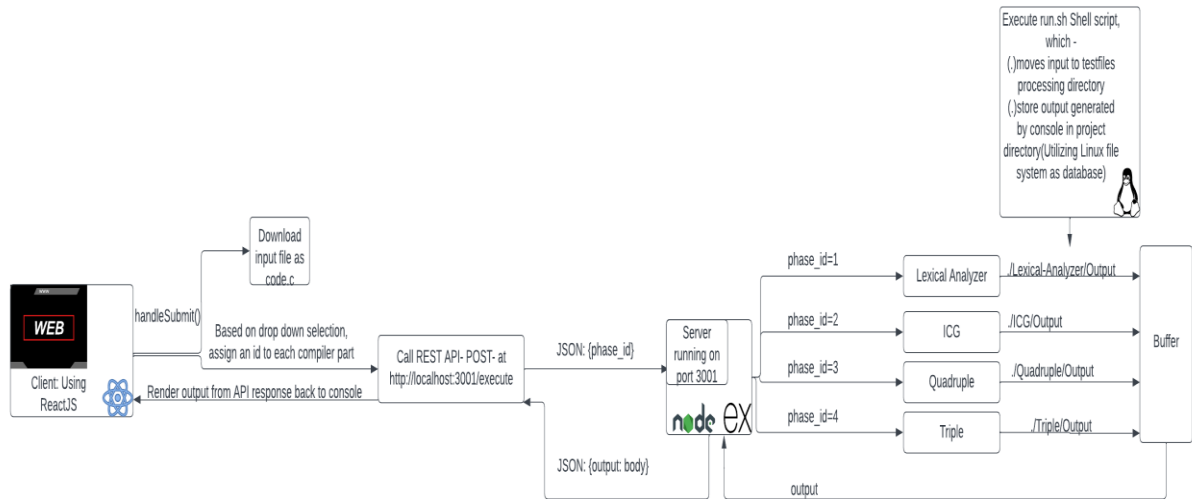 Execute run.sh Shell script,
which -
(.)moves input to testfiles
processing directory
(.)store output generated
by console in project
directory(Utilizing Linux file
system as database)
Download
input file as
code.c
WEB
Client: Using
ReactJS
handleSubmit()
Based on drop down selection,
assign an id to each compiler part
Render output from API response back to console
Call REST API- POST- at
http://localhost:3001/execute
JSON: {phase_id}
JSON: {output: body}
Server
running on
port 3001
node ex
phase_id=1
Lexical Analyzer
./Lexical-Analyzer/Output
phase_id=2
ICG
./ICG/Output
phase_id=3
Quadruple
./Quadruple/Output
phase_id=4
Triple
./Triple/Output
Buffer
output